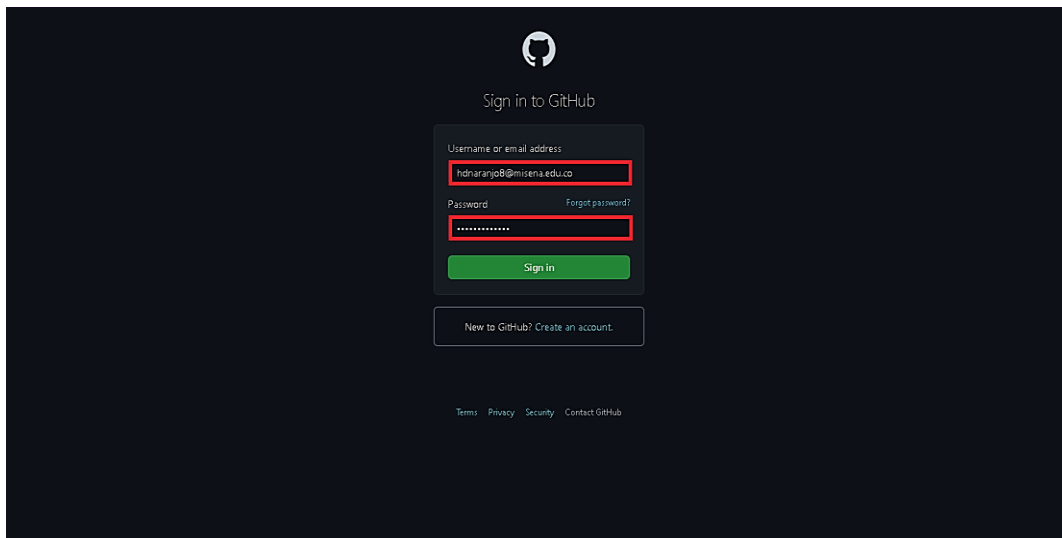 Sign in to GitHub
Username or email address
hdnaranjo8@misena.edu.co
Password Forgot password?
•••••••••••••
Sign in
New to GitHub? Create an account.
Terms Privacy Security Contact GitHub